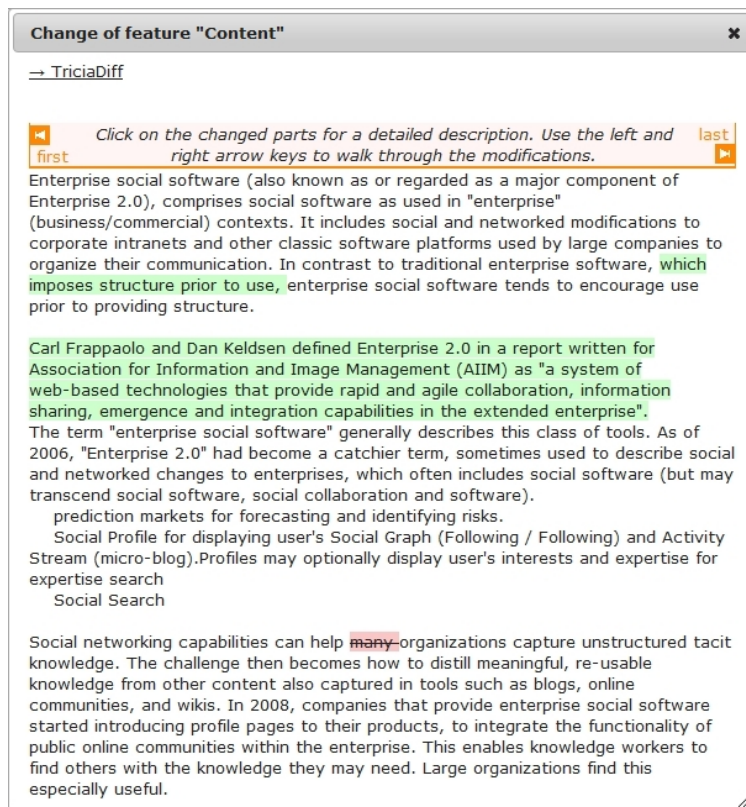 Change of feature "Content"
→ TriciaDiff
Click on the changed parts for a detailed description. Use the left and last
first right arrow keys to walk through the modifications.
Enterprise social software (also known as or regarded as a major component of
Enterprise 2.0), comprises social software as used in "enterprise"
(business/commercial) contexts. It includes social and networked modifications to
corporate intranets and other classic software platforms used by large companies to
organize their communication. In contrast to traditional enterprise software, which
imposes structure prior to use, enterprise social software tends to encourage use
prior to providing structure.
Carl Frappaolo and Dan Keldsen defined Enterprise 2.0 in a report written for
Association for Information and Image Management (AIIM) as "a system of
web-based technologies that provide rapid and agile collaboration, information
sharing, emergence and integration capabilities in the extended enterprise".
The term "enterprise social software" generally describes this class of tools. As of
2006, "Enterprise 2.0" had become a catchier term, sometimes used to describe social
and networked changes to enterprises, which often includes social software (but may
transcend social software, social collaboration and software).
prediction markets for forecasting and identifying risks.
Social Profile for displaying user's Social Graph (Following / Following) and Activity
Stream (micro-blog).Profiles may optionally display user's interests and expertise for
expertise search
Social Search
Social networking capabilities can help many organizations capture unstructured tacit
knowledge. The challenge then becomes how to distill meaningful, re-usable
knowledge from other content also captured in tools such as blogs, online
communities, and wikis. In 2008, companies that provide enterprise social software
started introducing profile pages to their products, to integrate the functionality of
public online communities within the enterprise. This enables knowledge workers to
find others with the knowledge they may need. Large organizations find this
especially useful.